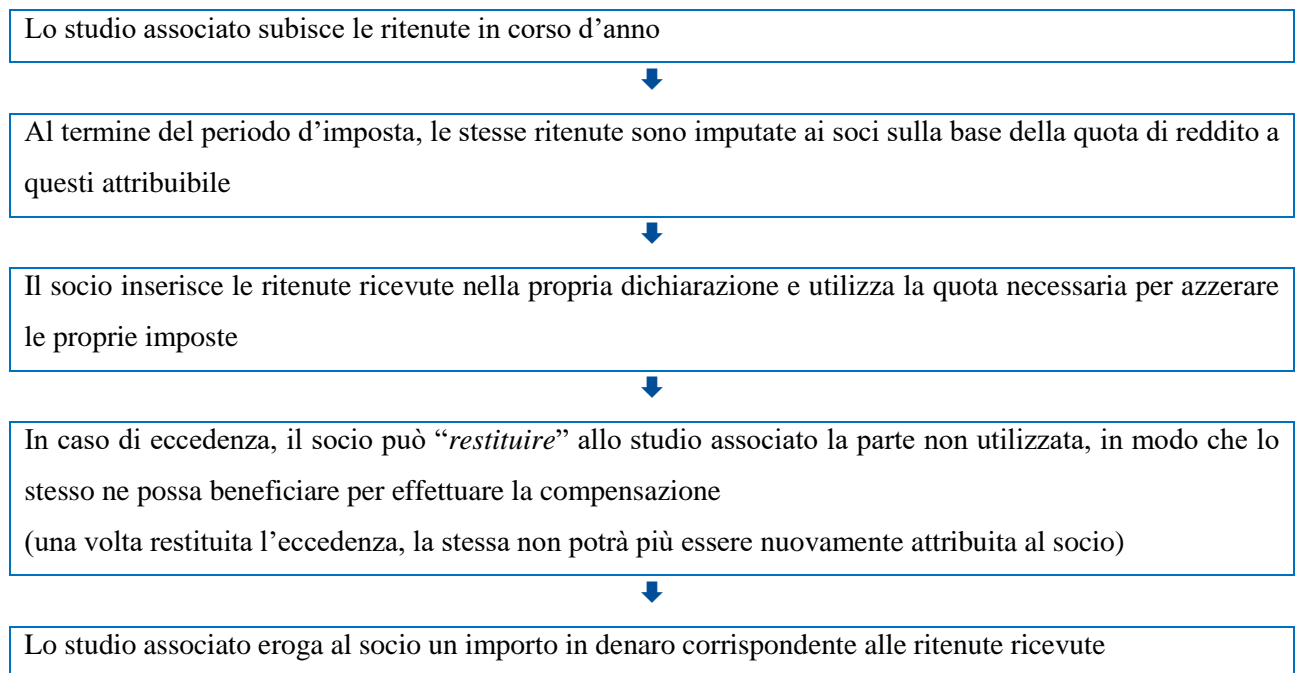 Lo studio associato subisce le ritenute in corso d’anno
Al termine del periodo d’imposta, le stesse ritenute sono imputate ai soci sulla base della quota di reddito a
questi attribuibile
Il socio inserisce le ritenute ricevute nella propria dichiarazione e utilizza la quota necessaria per azzerare
le proprie imposte
In caso di eccedenza, il socio può “restituire” allo studio associato la parte non utilizzata, in modo che lo
stesso ne possa beneficiare per effettuare la compensazione
(una volta restituita l’eccedenza, la stessa non potrà più essere nuovamente attribuita al socio)
Lo studio associato eroga al socio un importo in denaro corrispondente alle ritenute ricevute